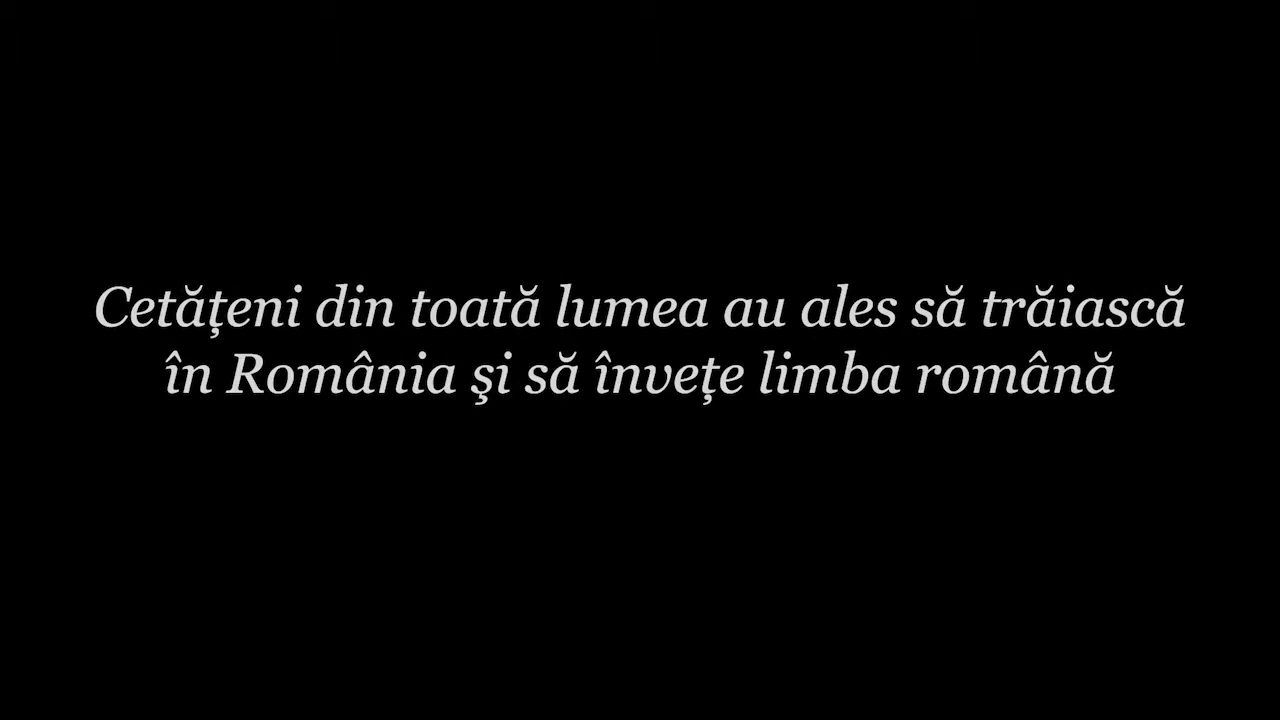 Cetățeni din toată lumea au ales să trăiască
în România şi să învețe limba română